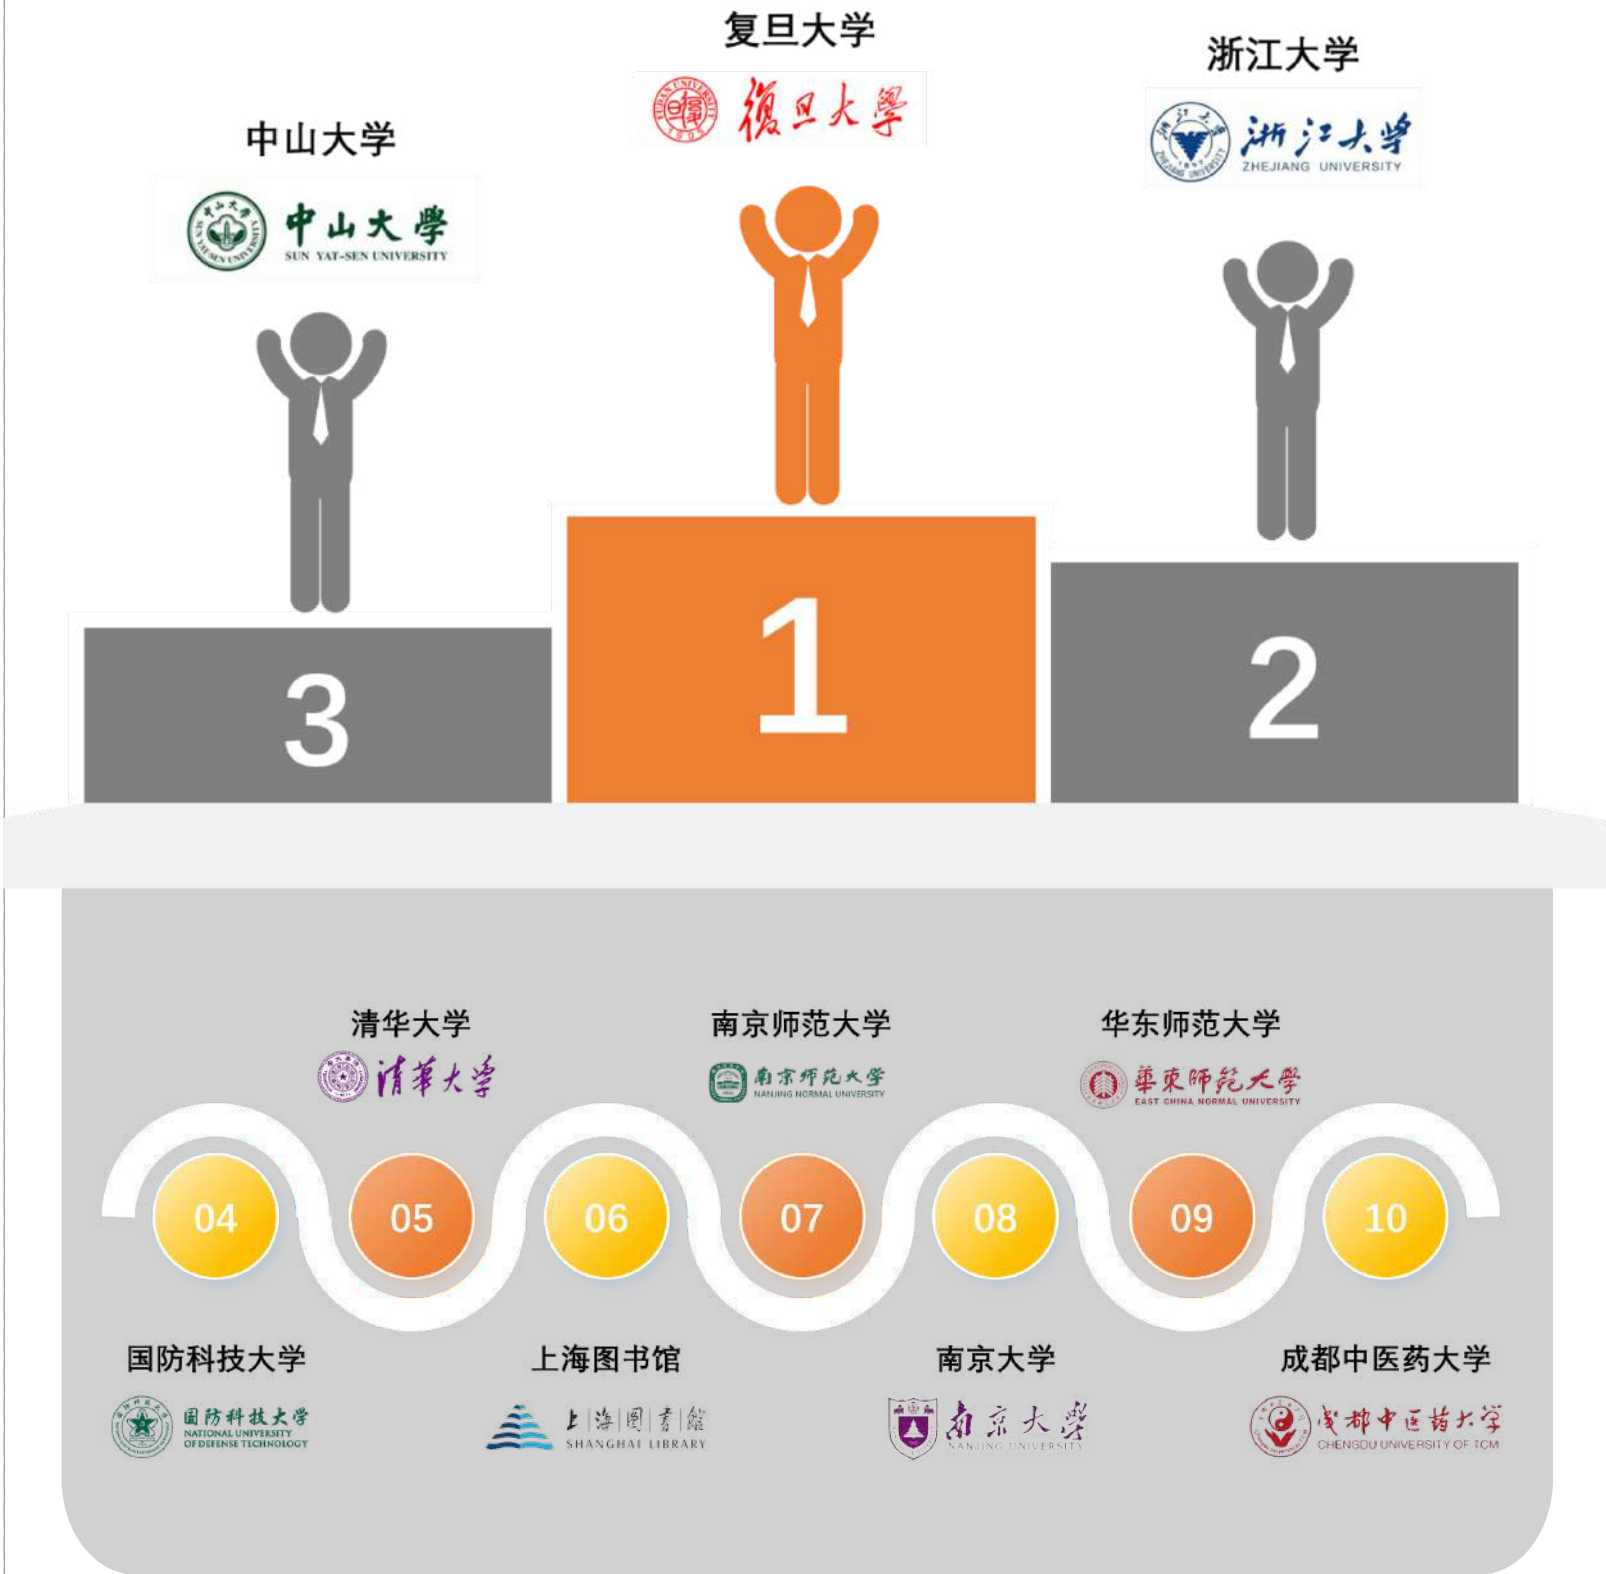 复旦大学
復旦大學
浙江大学
浙江大学
ZHEJIANG UNIVERSITY
中山大学
中山大學
SUN YAT-SEN UNIVERSITY
1
2
3
清华大学
清華大学
南京师范大学
南京师范大学
NANJING NORMAL UNIVERSITY
华东师范大学
華東師範大學
EAST CHINA NORMAL UNIVERSITY
04
05
06
07
08
09
10
国防科技大学
国防科技大学
NATIONAL UNIVERSITY
OF DEFENSE TECHNOLOGY
上海图书馆
上海图書館
SHANGHAI LIBRARY
南京大学
南京大學
NANJING UNIVERSITY
成都中医药大学
成都中医药大学
CHENGDU UNIVERSITY OF TCM